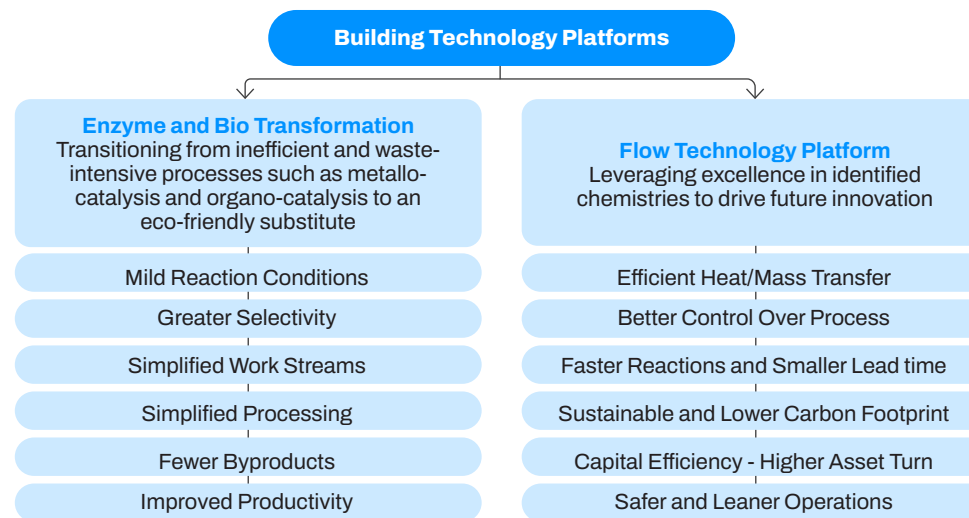 Building Technology Platforms
Enzyme and Bio Transformation
Transitioning from inefficient and waste-
intensive processes such as metallo-
catalysis and organo-catalysis to an
eco-friendly substitute
Mild Reaction Conditions
Greater Selectivity
Simplified Work Streams
Simplified Processing
Fewer Byproducts
Improved Productivity
Flow Technology Platform
Leveraging excellence in identified
chemistries to drive future innovation
Efficient Heat/Mass Transfer
Better Control Over Process
Faster Reactions and Smaller Lead time
Sustainable and Lower Carbon Footprint
Capital Efficiency - Higher Asset Turn
Safer and Leaner Operations